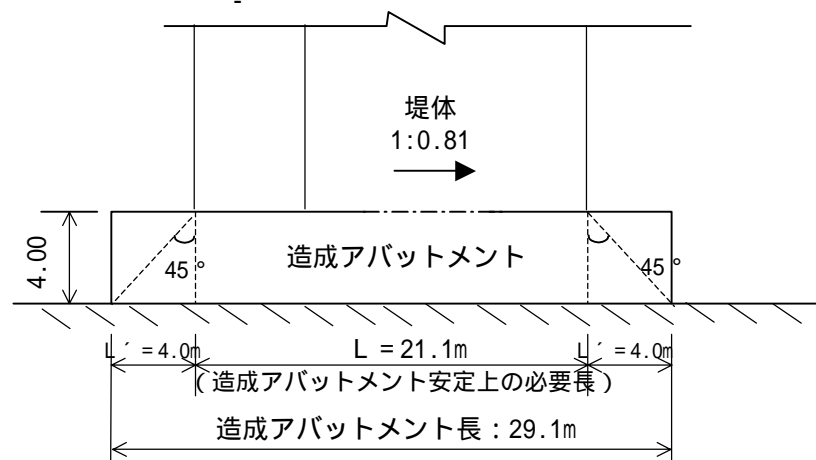 堤体
1:0.81
4.00
45°
造成アバットメント
45°
L´=4.0m
L=21.1m
L´=4.0m
(造成アバットメント安定上の必要長)
造成アバットメント長:29.1m